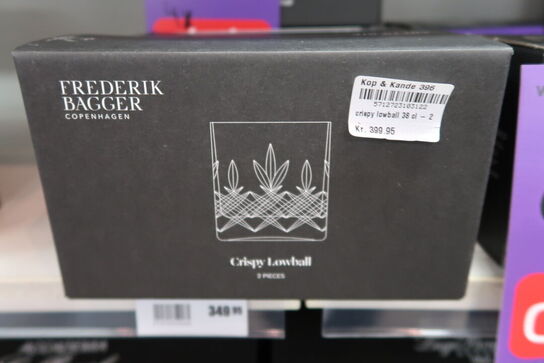 FREDERIK
BAGGER
COPENHAGEN
Kop & Kande 396
5712723103122
crispy lowball 38 cl - 2
Kr. 399.95
Crispy Lowball
2 PIECES
349 95